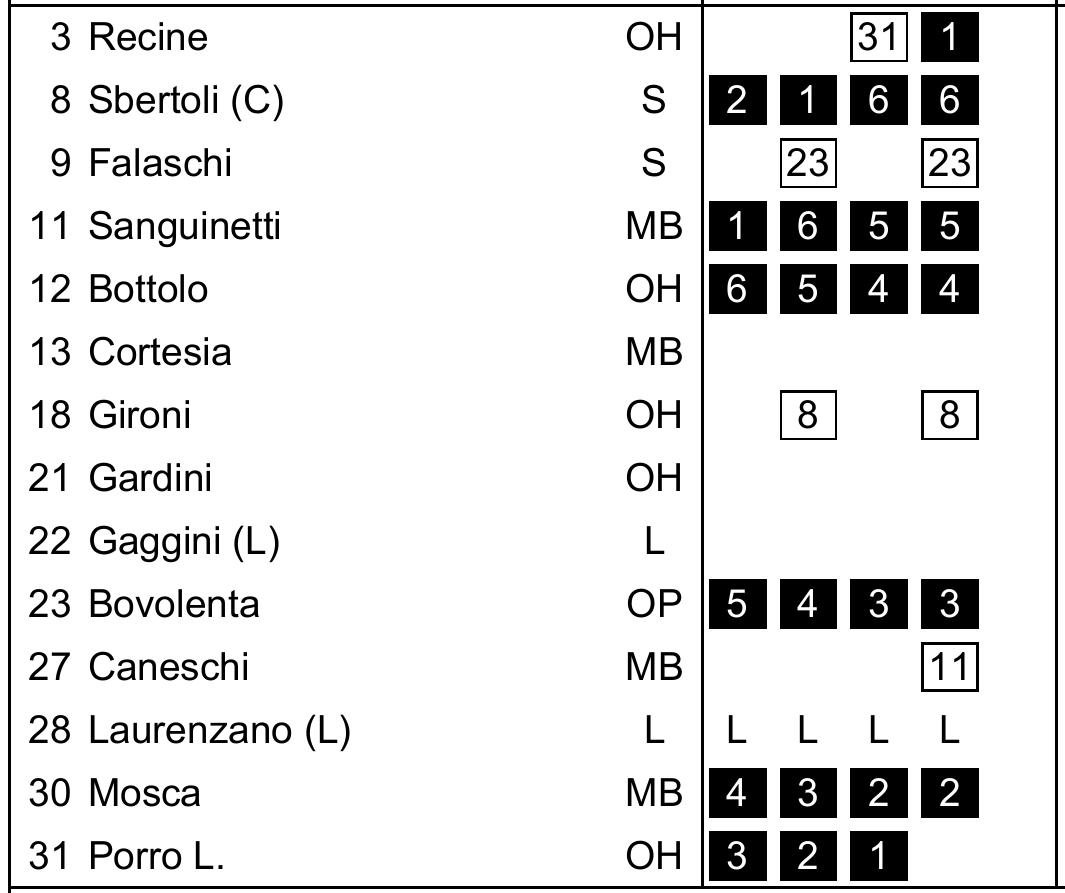 3 Recine OH 31 1
8 Sbertoli (C) S 2 1 6 6
9 Falaschi S 23 23
11 Sanguinetti MB 1 6 5 5
12 Bottolo OH 6 5 4 4
13 Cortesia MB
18 Gironi OH 8 8
21 Gardini OH
22 Gaggini (L) L
23 Bovolenta OP 5 4 3 3
27 Caneschi MB 11
28 Laurenzano (L) L L L L L
30 Mosca MB 4 3 2 2
31 Porro L. OH 3 2 1